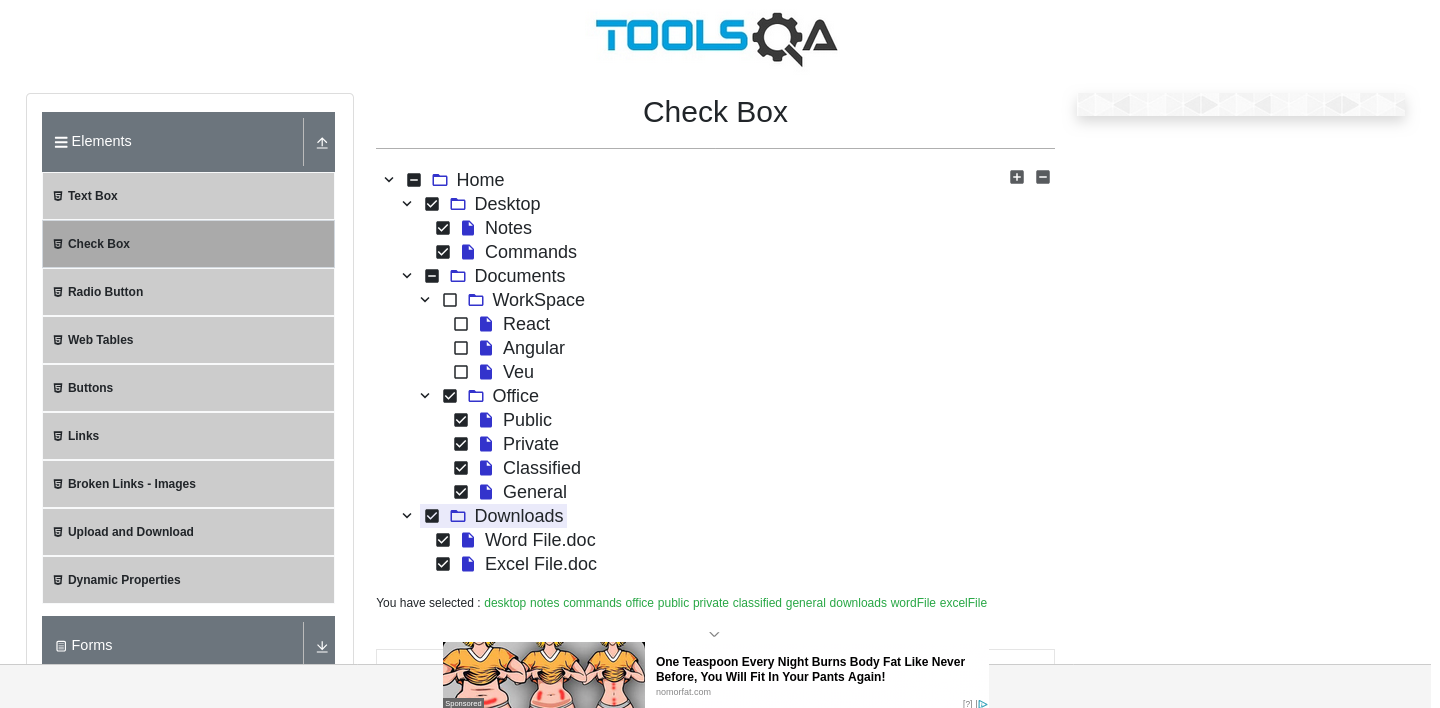 TOOLSQA
Check Box
Elements
Text Box
Check Box
Radio Button
Web Tables
Buttons
Links
Broken Links - Images
Upload and Download
Dynamic Properties
Forms
Home
Desktop
Notes
Commands
Documents
WorkSpace
React
Angular
Veu
Office
Public
Private
Classified
General
Downloads
Word File.doc
Excel File.doc
You have selected : desktop notes commands office public private classified general downloads wordFile excelFile
Sponsored
One Teaspoon Every Night Burns Body Fat Like Never
Before, You Will Fit In Your Pants Again!
nomorfat.com
[?]